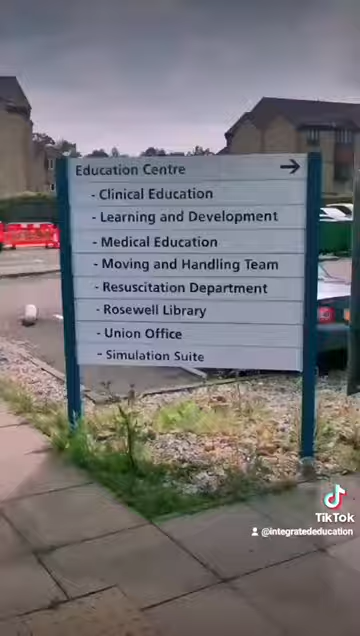 Education Centre →
- Clinical Education
- Learning and Development
- Medical Education
- Moving and Handling Team
- Resuscitation Department
- Rosewell Library
- Union Office
- Simulation Suite
TikTok
@integratededucation